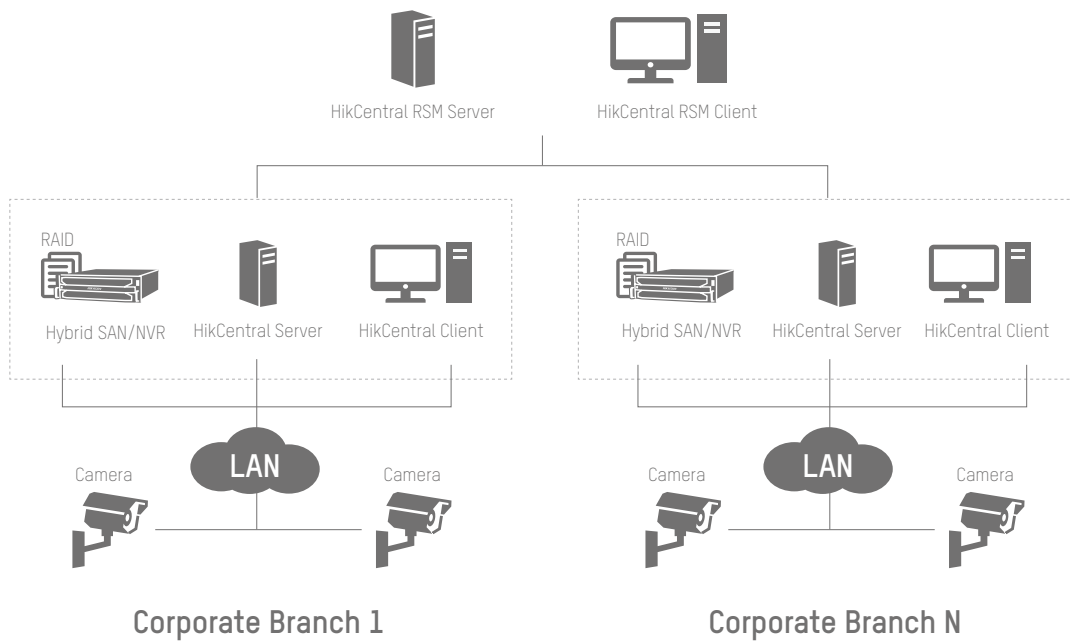 HikCentral RSM Server
HikCentral RSM Client
RAID
Hybrid SAN/NVR
HikCentral Server
HikCentral Client
RAID
Hybrid SAN/NVR
HikCentral Server
HikCentral Client
LAN
Camera
Camera
LAN
Camera
Camera
Corporate Branch 1
Corporate Branch N